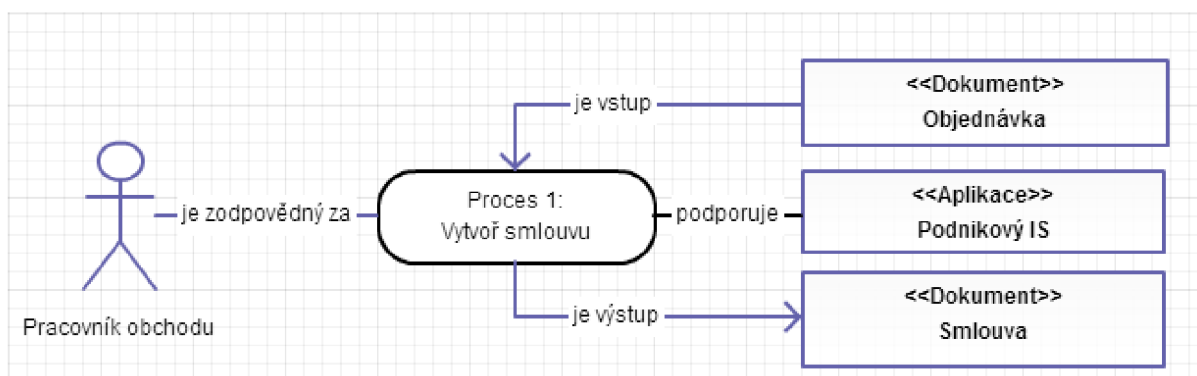 <<Dokument>>
Objednávka
je vstup
Pracovník obchodu
je zodpovědný za
Proces 1:
Vytvoř smlouvu
podporuje
<<Aplikace>>
Podnikový IS
je výstup
<<Dokument>>
Smlouva